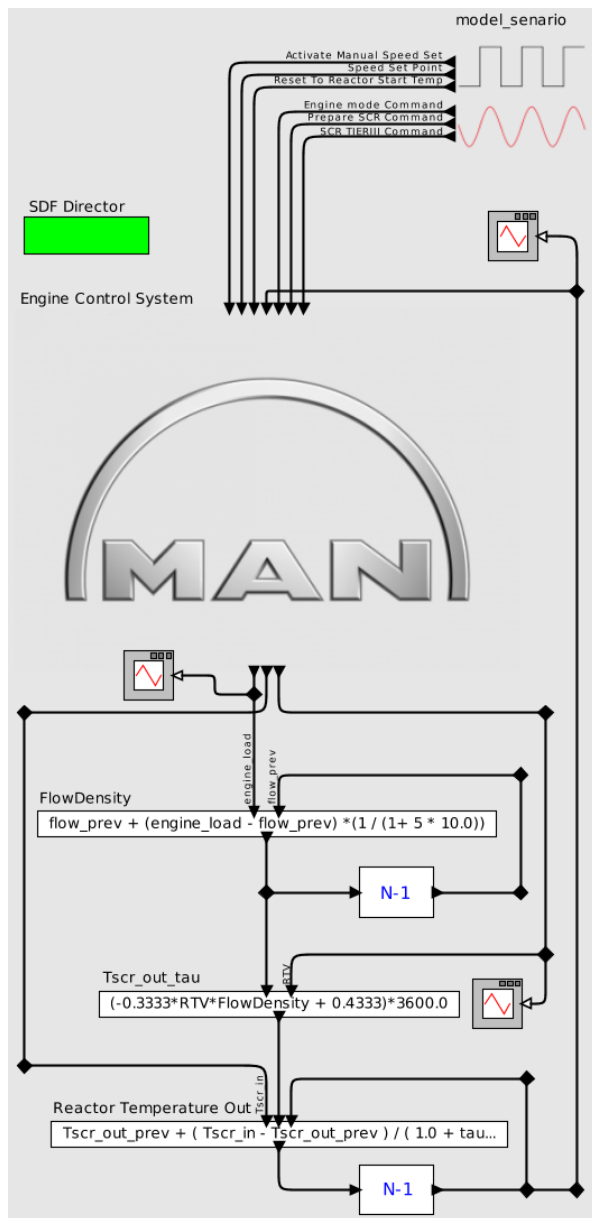 model_senario
Activate Manual Speed Set
Speed Set Point
Reset To Reactor Start Temp
Engine mode Command
Prepare SCR Command
SCR TIERIII Command
SDF Director
Engine Control System
MAN
engine_load
flow_prev
FlowDensity
flow_prev + (engine_load - flow_prev) *(1 / (1+ 5 * 10.0))
N-1
RTV
Tscr_out_tau
(-0.3333*RTV*FlowDensity + 0.4333)*3600.0
Tscr_in
Reactor Temperature Out
Tscr_out_prev + ( Tscr_in - Tscr_out_prev ) / ( 1.0 + tau...
N-1